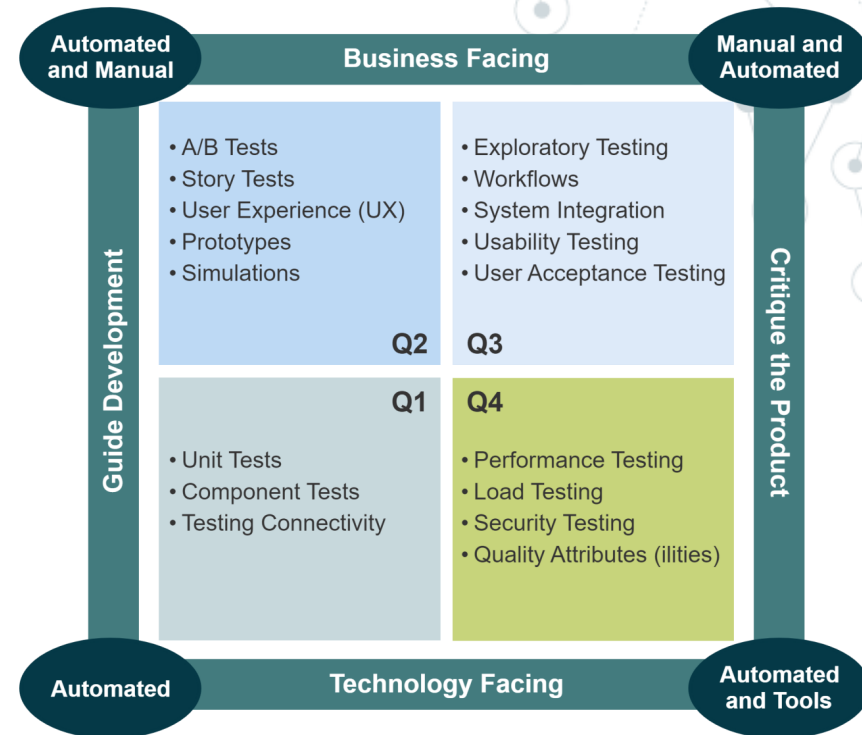 Automated
and Manual
Business Facing
Manual and
Automated
Guide Development
• A/B Tests
• Story Tests
• User Experience (UX)
• Prototypes
• Simulations
Q2
• Exploratory Testing
• Workflows
• System Integration
• Usability Testing
• User Acceptance Testing
Q3
Critique the Product
Q1
• Unit Tests
• Component Tests
• Testing Connectivity
Q4
• Performance Testing
• Load Testing
• Security Testing
• Quality Attributes (ilities)
Automated
Technology Facing
Automated
and Tools